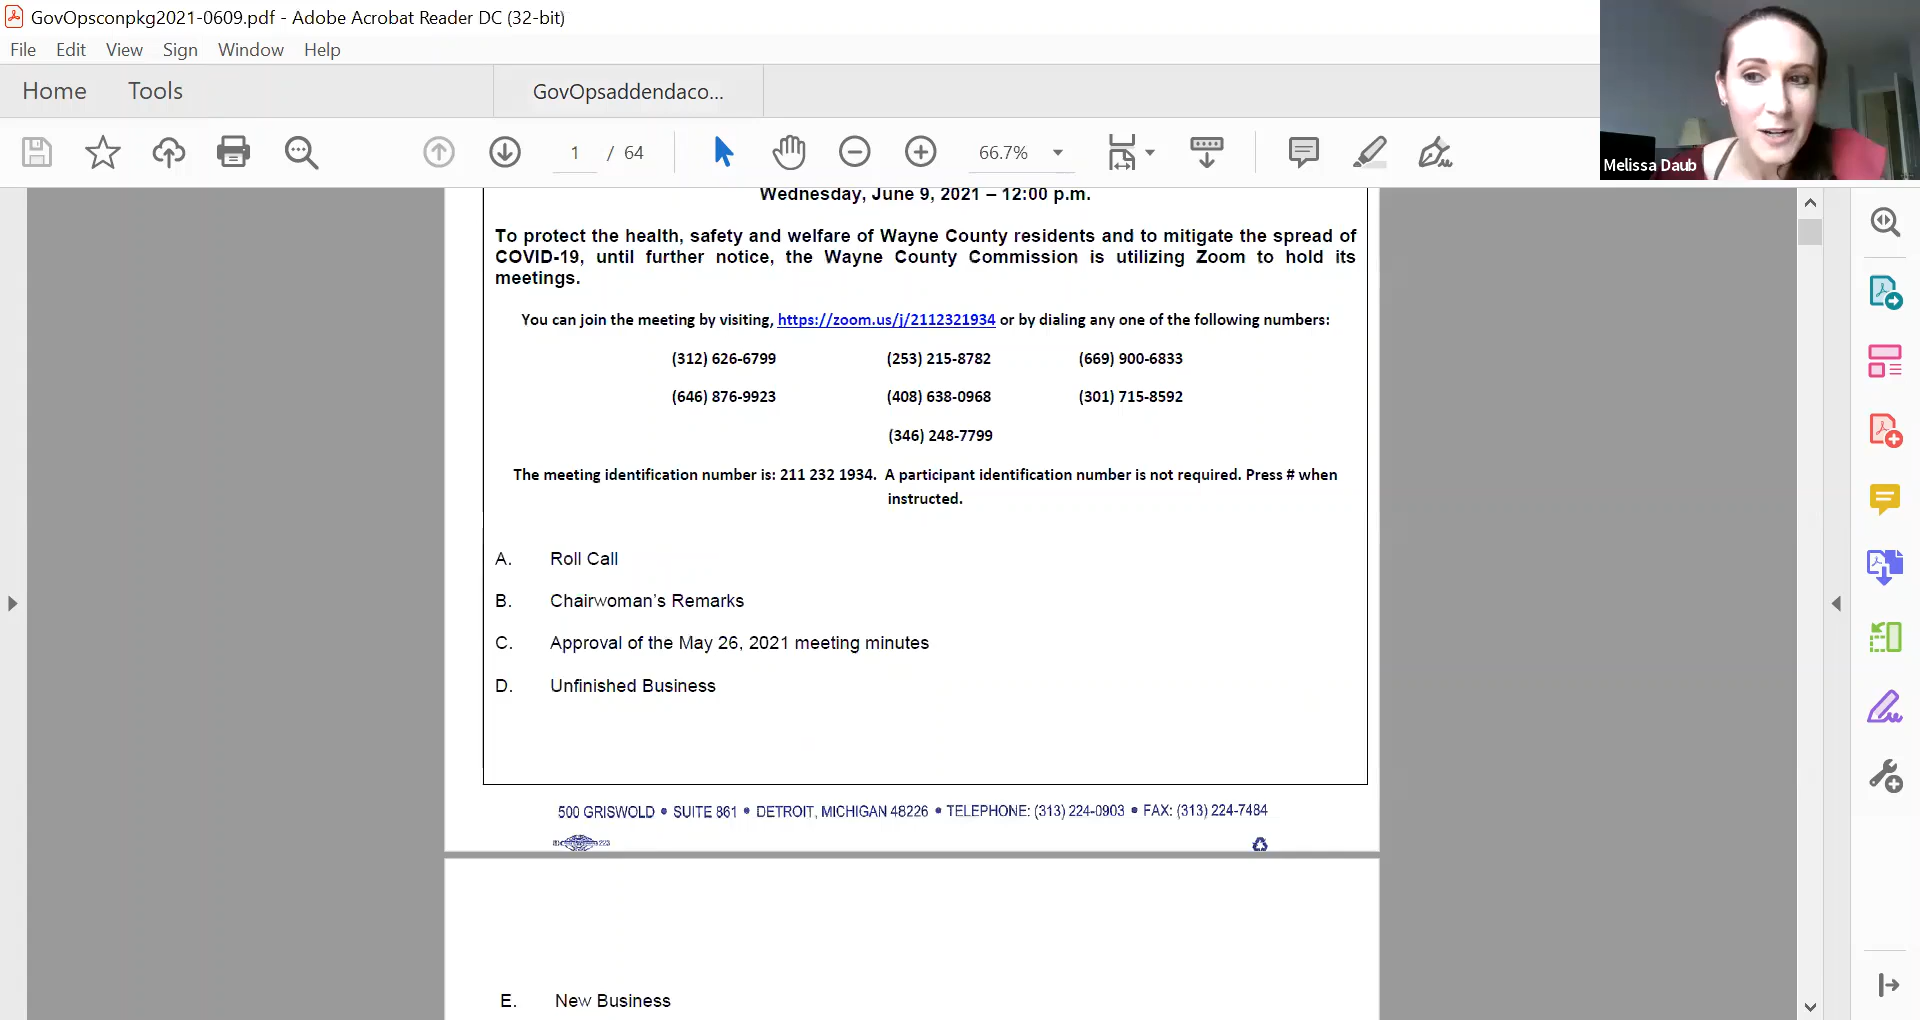 GovOpsconpkg2021-0609.pdf - Adobe Acrobat Reader DC (32-bit)
File Edit View Sign Window Help
Home Tools GovOpsaddendaco...
1 / 64 66.7%
Melissa Daub
Wednesday, June 9, 2021 – 12:00 p.m.
To protect the health, safety and welfare of Wayne County residents and to mitigate the spread of
COVID-19, until further notice, the Wayne County Commission is utilizing Zoom to hold its
meetings.
You can join the meeting by visiting, https://zoom.us/j/2112321934 or by dialing any one of the following numbers:
(312) 626-6799 (253) 215-8782 (669) 900-6833
(646) 876-9923 (408) 638-0968 (301) 715-8592
(346) 248-7799
The meeting identification number is: 211 232 1934. A participant identification number is not required. Press # when
instructed.
A. Roll Call
B. Chairwoman's Remarks
C. Approval of the May 26, 2021 meeting minutes
D. Unfinished Business
500 GRISWOLD • SUITE 861 • DETROIT, MICHIGAN 48226 • TELEPHONE: (313) 224-0903 • FAX: (313) 224-7484
E. New Business